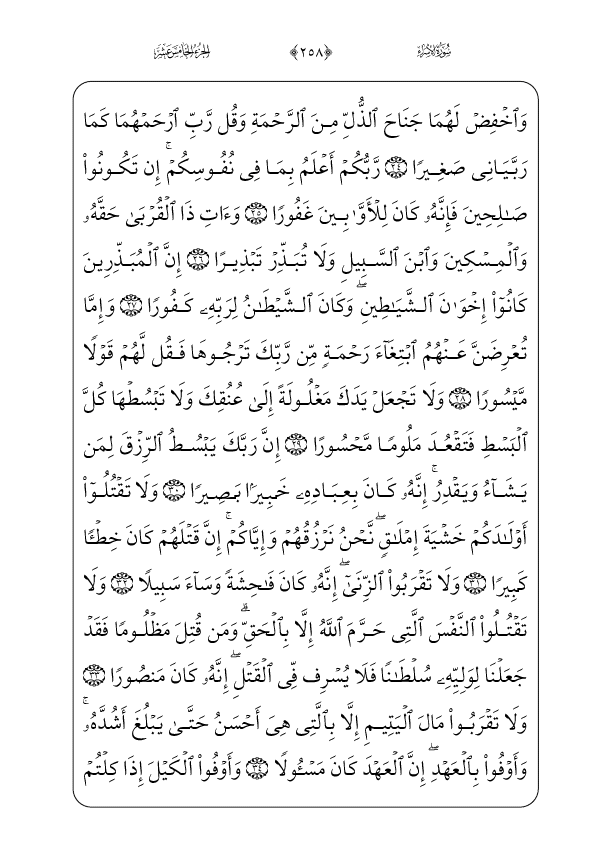 سُورَةُ الإِسْرَاءِ ﴿٢٥٨﴾ الجُزْءُ الخَامِسَ عَشَرَ
وَٱخْفِضْ لَهُمَا جَنَاحَ ٱلذُّلِّ مِنَ ٱلرَّحْمَةِ وَقُل رَّبِّ ٱرْحَمْهُمَا كَمَا
رَبَّيَانِى صَغِيرًا ٢٤ رَّبُّكُمْ أَعْلَمُ بِمَا فِى نُفُوسِكُمْ ۚ إِن تَكُونُوا۟
صَـٰلِحِينَ فَإِنَّهُۥ كَانَ لِلْأَوَّٰبِينَ غَفُورًا ٢٥ وَءَاتِ ذَا ٱلْقُرْبَىٰ حَقَّهُۥ
وَٱلْمِسْكِينَ وَٱبْنَ ٱلسَّبِيلِ وَلَا تُبَذِّرْ تَبْذِيرًا ٢٦ إِنَّ ٱلْمُبَذِّرِينَ
كَانُوٓا۟ إِخْوَٰنَ ٱلشَّيَـٰطِينِ ۖ وَكَانَ ٱلشَّيْطَـٰنُ لِرَبِّهِۦ كَفُورًا ٢٧ وَإِمَّا
تُعْرِضَنَّ عَنْهُمُ ٱبْتِغَآءَ رَحْمَةٍ مِّن رَّبِّكَ تَرْجُوهَا فَقُل لَّهُمْ قَوْلًا
مَّيْسُورًا ٢٨ وَلَا تَجْعَلْ يَدَكَ مَغْلُولَةً إِلَىٰ عُنُقِكَ وَلَا تَبْسُطْهَا كُلَّ
ٱلْبَسْطِ فَتَقْعُدَ مَلُومًا مَّحْسُورًا ٢٩ إِنَّ رَبَّكَ يَبْسُطُ ٱلرِّزْقَ لِمَن
يَشَآءُ وَيَقْدِرُ ۚ إِنَّهُۥ كَانَ بِعِبَادِهِۦ خَبِيرًۢا بَصِيرًا ٣٠ وَلَا تَقْتُلُوٓا۟
أَوْلَـٰدَكُمْ خَشْيَةَ إِمْلَـٰقٍ ۖ نَّحْنُ نَرْزُقُهُمْ وَإِيَّاكُمْ ۚ إِنَّ قَتْلَهُمْ كَانَ خِطْـًٔا
كَبِيرًا ٣١ وَلَا تَقْرَبُوا۟ ٱلزِّنَىٰٓ ۖ إِنَّهُۥ كَانَ فَـٰحِشَةً وَسَآءَ سَبِيلًا ٣٢ وَلَا
تَقْتُلُوا۟ ٱلنَّفْسَ ٱلَّتِى حَرَّمَ ٱللَّهُ إِلَّا بِٱلْحَقِّ ۗ وَمَن قُتِلَ مَظْلُومًا فَقَدْ
جَعَلْنَا لِوَلِيِّهِۦ سُلْطَـٰنًا فَلَا يُسْرِف فِّى ٱلْقَتْلِ ۖ إِنَّهُۥ كَانَ مَنصُورًا ٣٣
وَلَا تَقْرَبُوا۟ مَالَ ٱلْيَتِيمِ إِلَّا بِٱلَّتِى هِىَ أَحْسَنُ حَتَّىٰ يَبْلُغَ أَشُدَّهُۥ ۚ
وَأَوْفُوا۟ بِٱلْعَهْدِ ۖ إِنَّ ٱلْعَهْدَ كَانَ مَسْـُٔولًا ٣٤ وَأَوْفُوا۟ ٱلْكَيْلَ إِذَا كِلْتُمْ